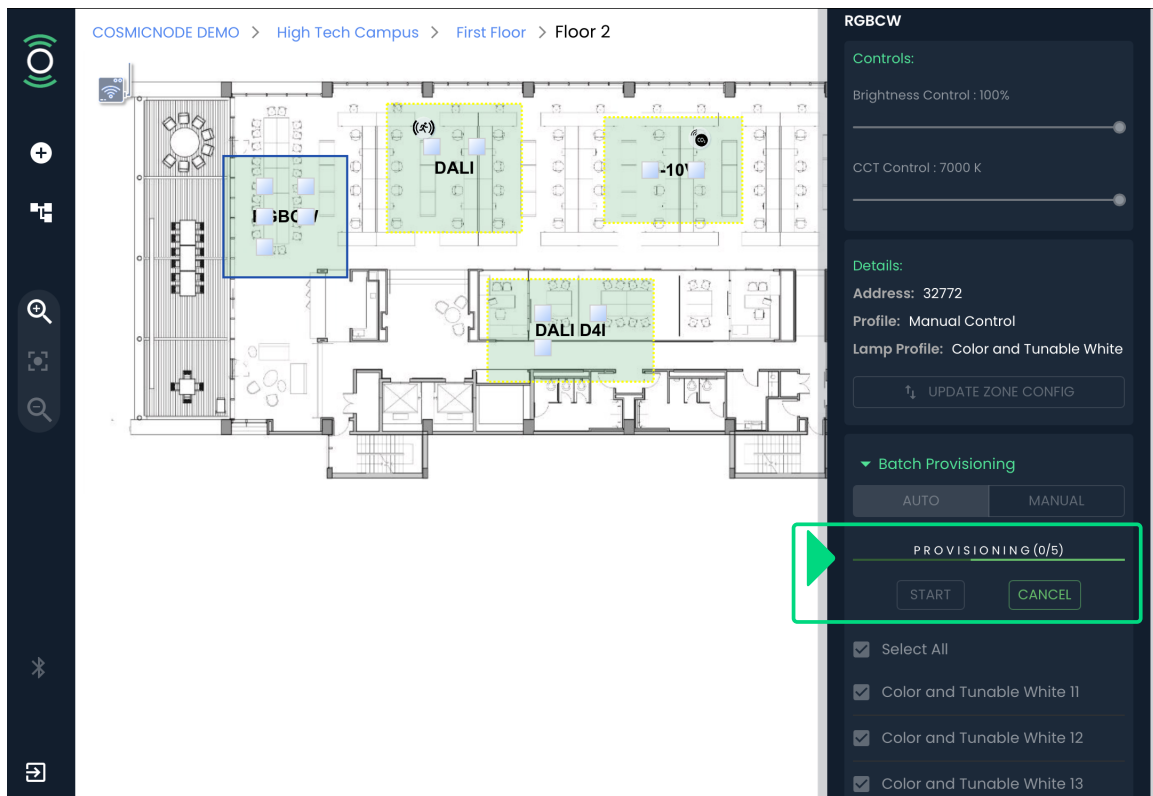 COSMICNODE DEMO > High Tech Campus > First Floor > Floor 2
DALI
-10
RGBCW
DALI D4I
RGBCW
Controls:
Brightness Control : 100%
CCT Control : 7000 K
Details:
Address: 32772
Profile: Manual Control
Lamp Profile: Color and Tunable White
UPDATE ZONE CONFIG
Batch Provisioning
AUTO MANUAL
PROVISIONING (0/5)
START CANCEL
Select All
Color and Tunable White 11
Color and Tunable White 12
Color and Tunable White 13